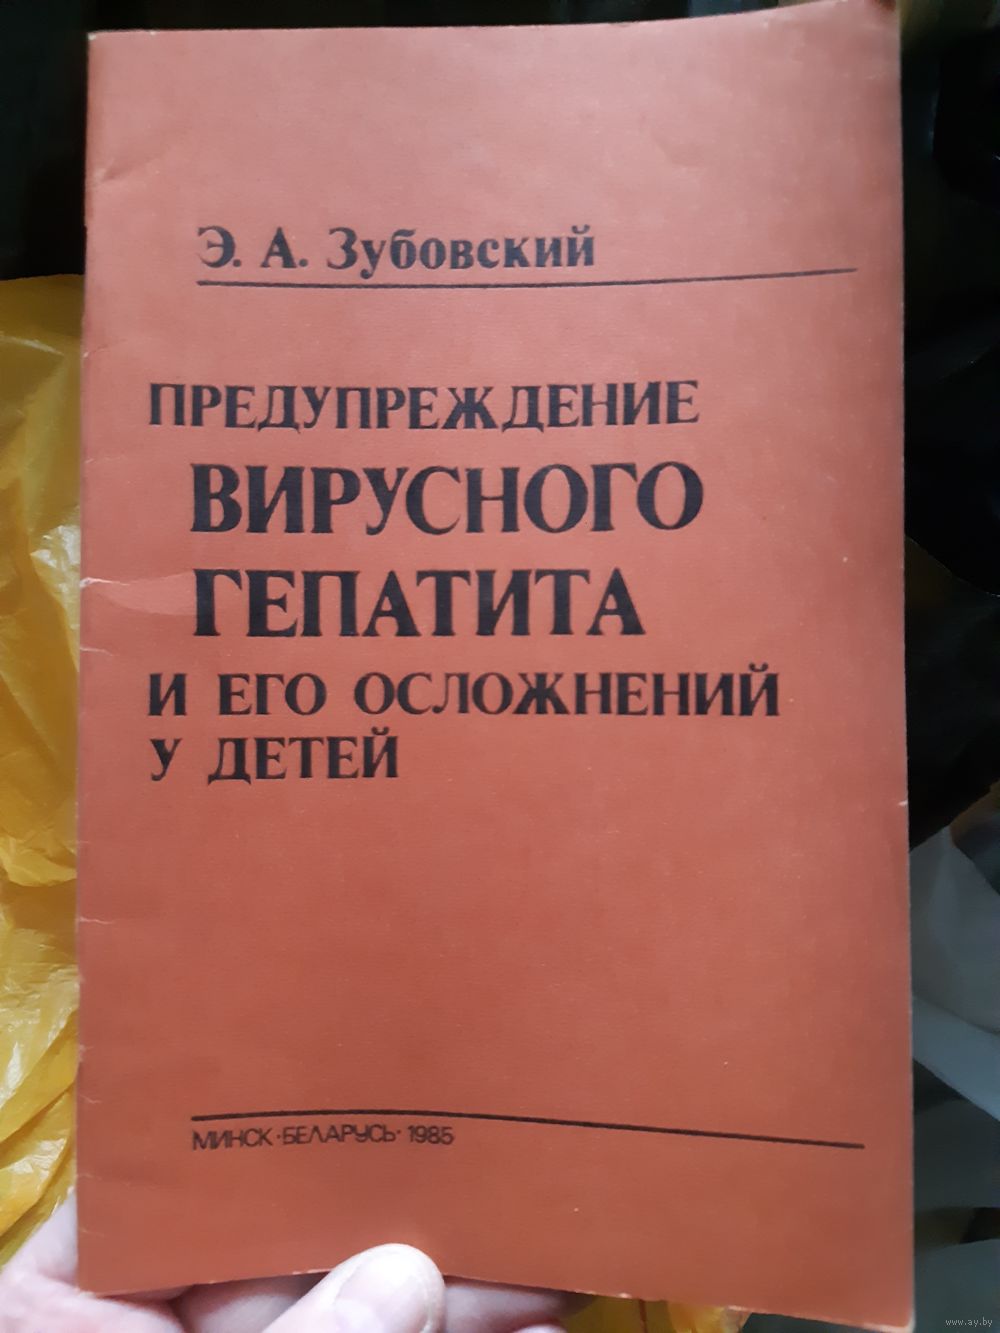 Э. А. Зубовский
ПРЕДУПРЕЖДЕНИЕ
ВИРУСНОГО
ГЕПАТИТА
И ЕГО ОСЛОЖНЕНИЙ
У ДЕТЕЙ
МИНСК·БЕЛАРУСЬ·1985
www.ay.by